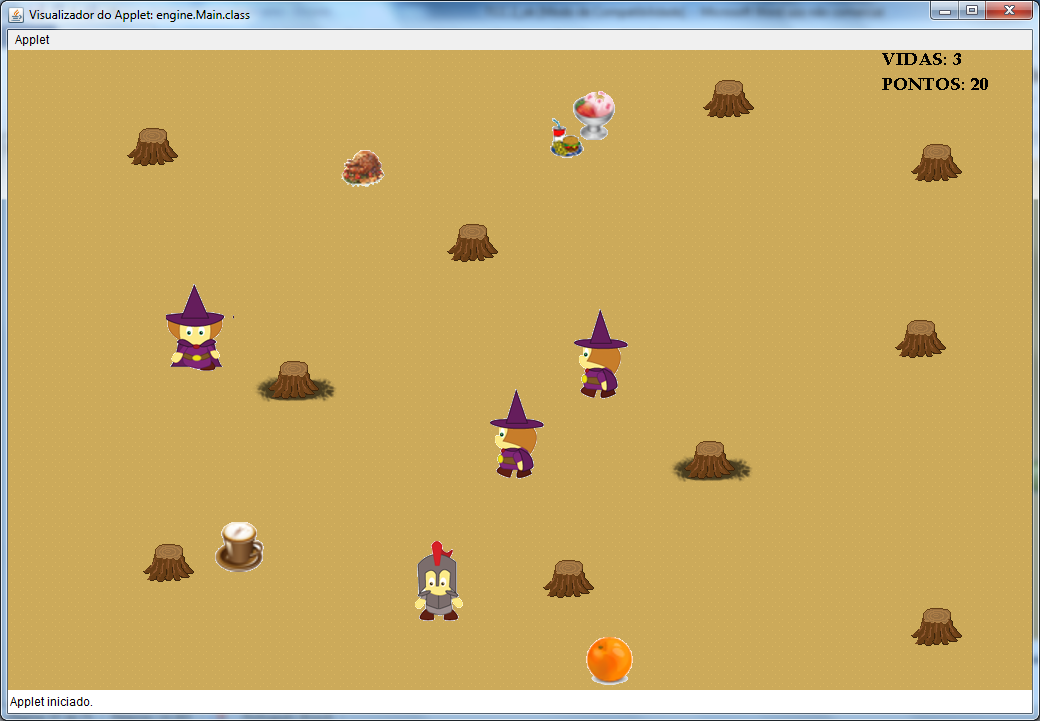 Visualizador do Applet: engine.Main.class
Applet
VIDAS: 3
PONTOS: 20
Applet iniciado.